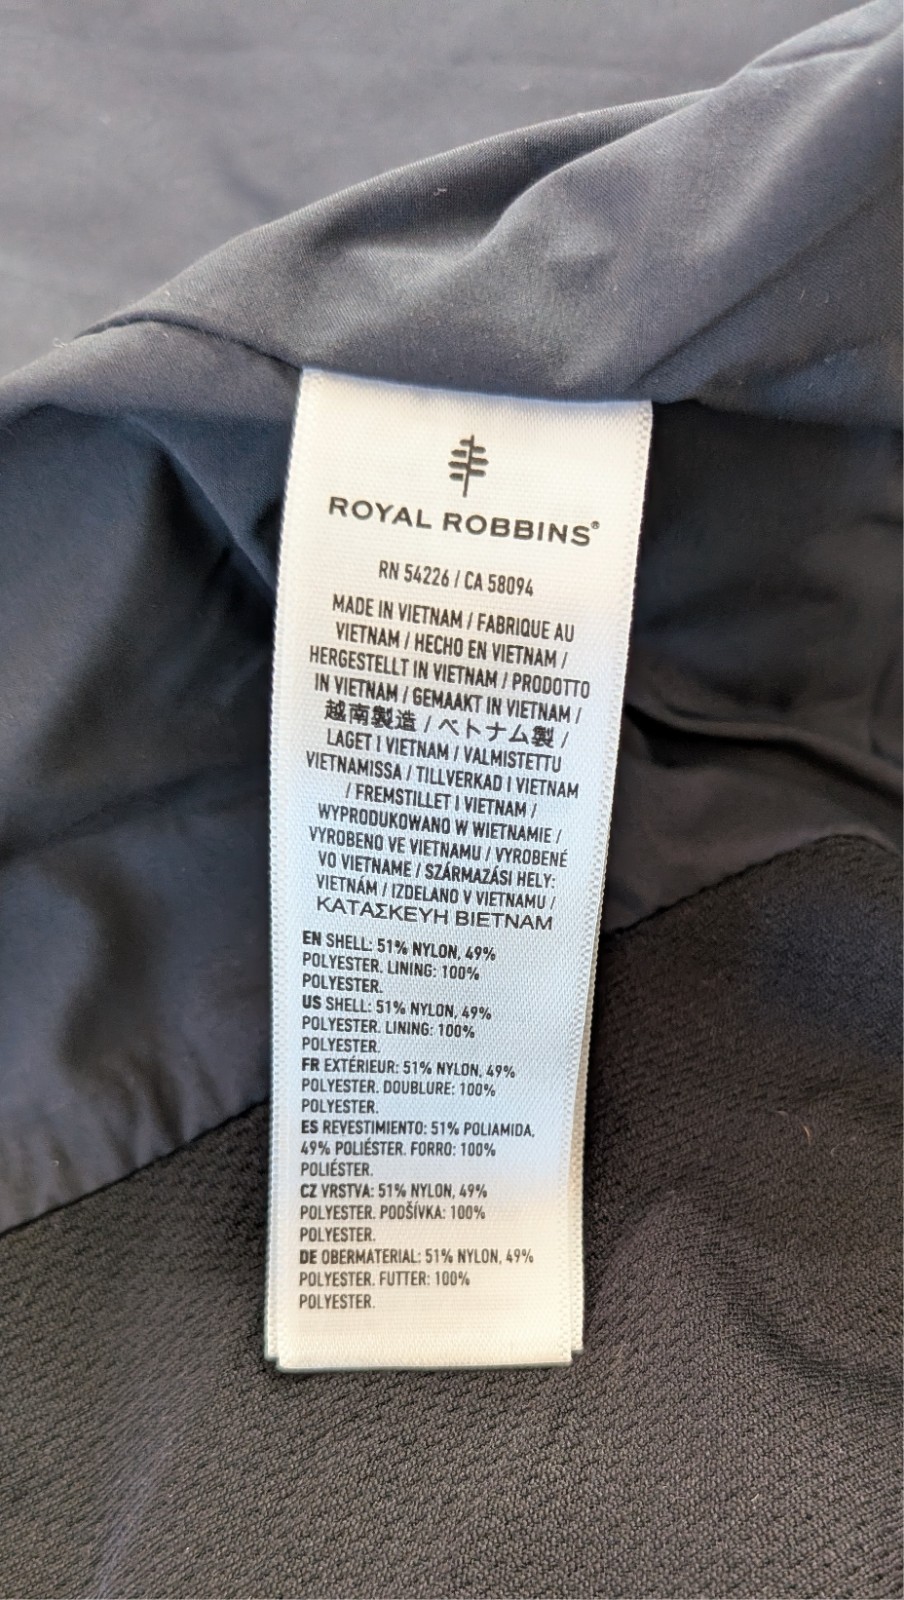 ROYAL ROBBINS®
RN 54226 / CA 58094
MADE IN VIETNAM / FABRIQUE AU
VIETNAM / HECHO EN VIETNAM /
HERGESTELLT IN VIETNAM / PRODOTTO
IN VIETNAM / GEMAAKT IN VIETNAM /
越南製造 / ベトナム製 /
LAGET I VIETNAM / VALMISTETTU
VIETNAMISSA / TILLVERKAD I VIETNAM
/ FREMSTILLET I VIETNAM /
WYPRODUKOWANO W WIETNAMIE /
VYROBENO VE VIETNAMU / VYROBENÉ
VO VIETNAME / SZÁRMAZÁSI HELY:
VIETNÁM / IZDELANO V VIETNAMU /
ΚΑΤΑΣΚΕΥΗ ΒΙΕΤΝΑΜ
EN SHELL: 51% NYLON, 49%
POLYESTER. LINING: 100%
POLYESTER.
US SHELL: 51% NYLON, 49%
POLYESTER. LINING: 100%
POLYESTER.
FR EXTÉRIEUR: 51% NYLON, 49%
POLYESTER. DOUBLURE: 100%
POLYESTER.
ES REVESTIMIENTO: 51% POLIAMIDA,
49% POLIÉSTER. FORRO: 100%
POLIÉSTER.
CZ VRSTVA: 51% NYLON, 49%
POLYESTER. PODŠÍVKA: 100%
POLYESTER.
DE OBERMATERIAL: 51% NYLON, 49%
POLYESTER. FUTTER: 100%
POLYESTER.